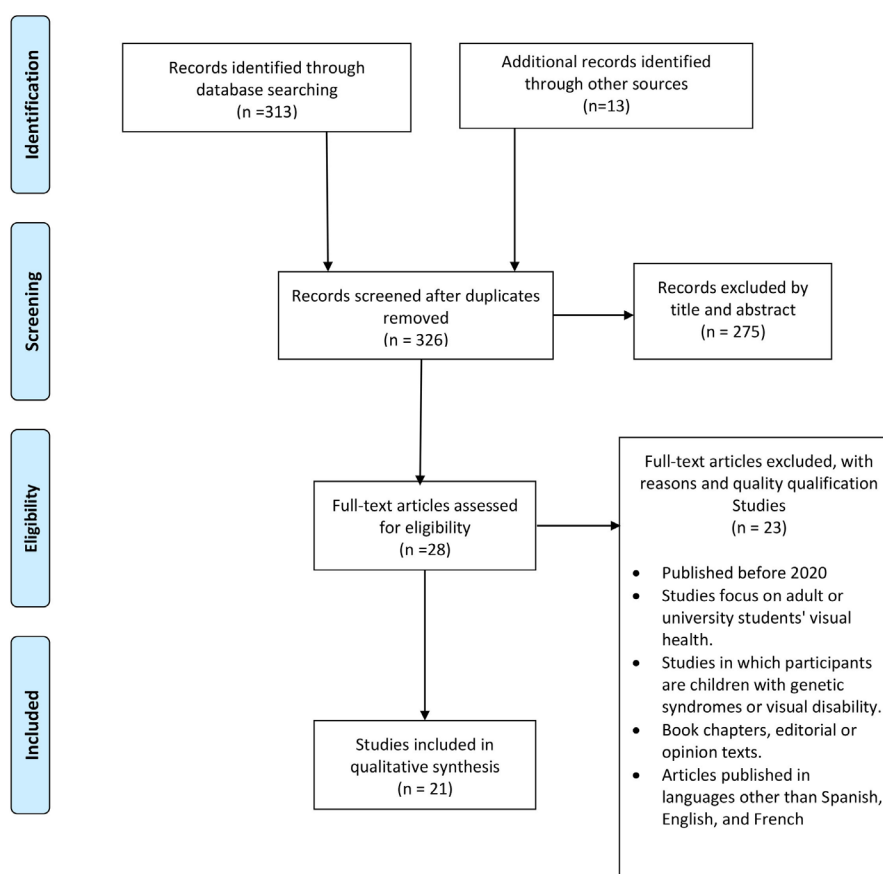 Identification
Records identified through
database searching
(n =313)
Additional records identified
through other sources
(n=13)
Screening
Records screened after duplicates
removed
(n = 326)
Records excluded by
title and abstract
(n = 275)
Eligibility
Full-text articles assessed
for eligibility
(n =28)
Full-text articles excluded, with
reasons and quality qualification
Studies
(n = 23)
• Published before 2020
• Studies focus on adult or
university students' visual
health.
• Studies in which participants
are children with genetic
syndromes or visual disability.
• Book chapters, editorial or
opinion texts.
• Articles published in
languages other than Spanish,
English, and French
Included
Studies included in
qualitative synthesis
(n = 21)